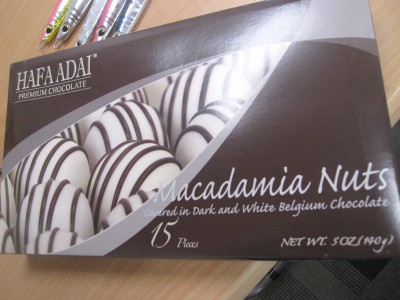 HAFA ADAI
PREMIUM CHOCOLATE
Macadamia Nuts
Covered in Dark and White Belgium Chocolate
15 Pieces
NET WT. 5 OZ (140g)